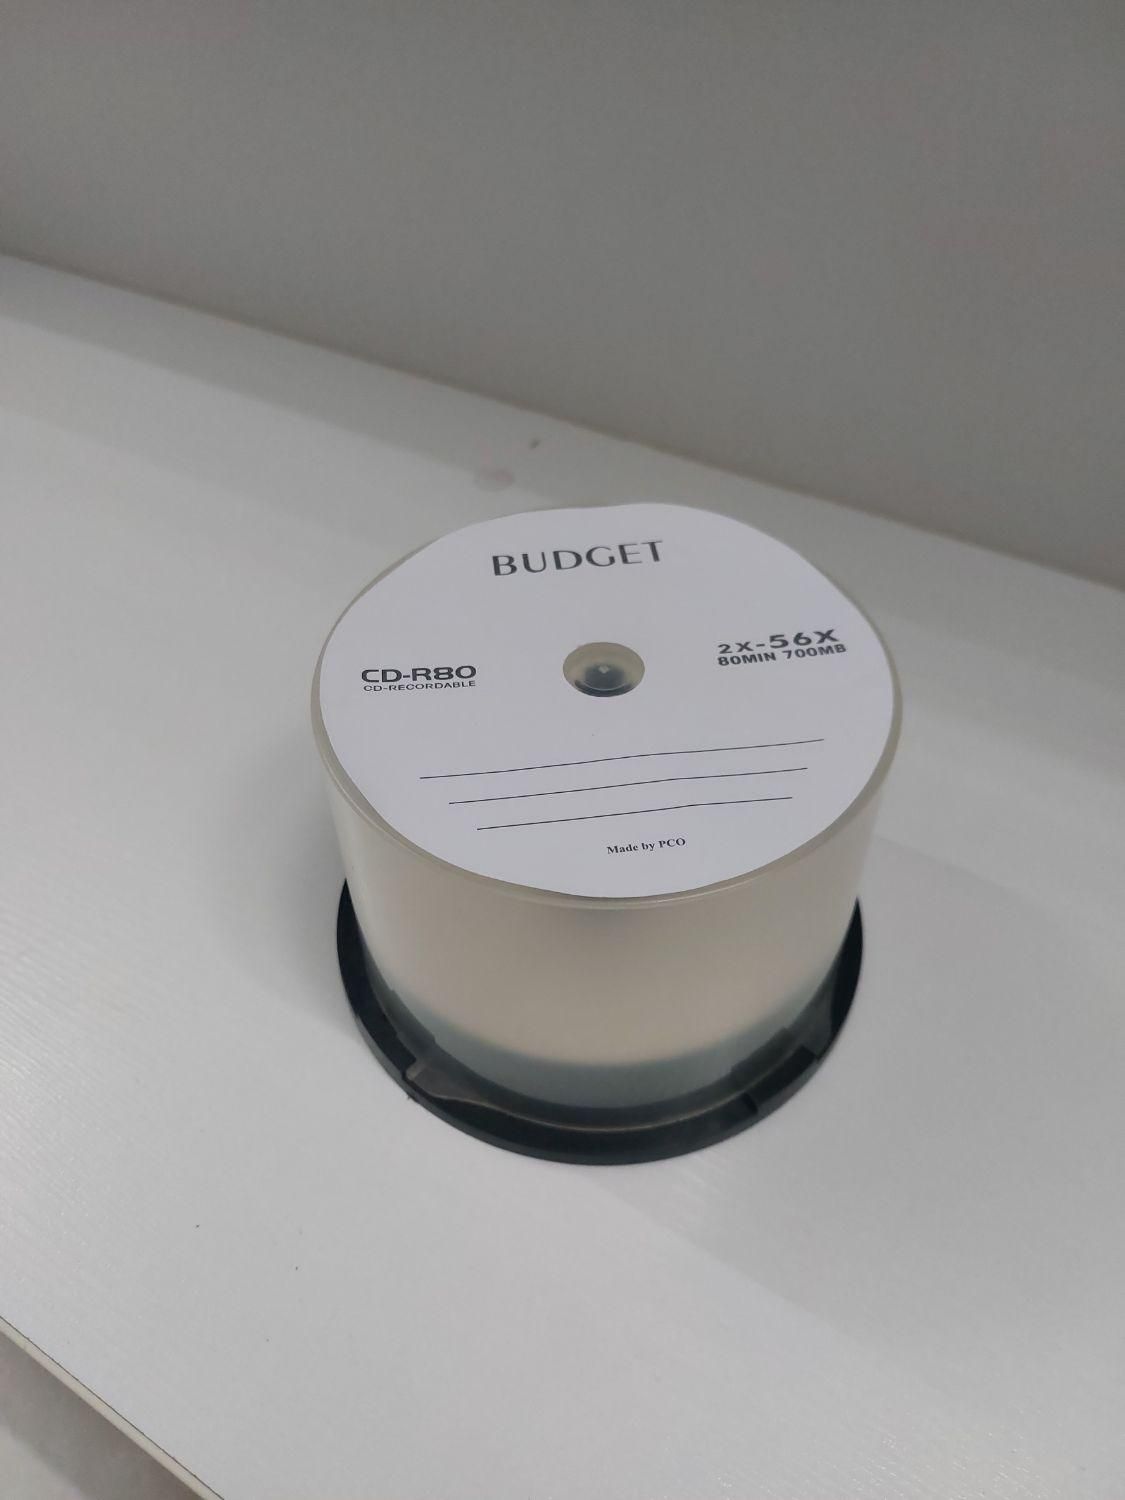 BUDGET
CD-R80
CD-RECORDABLE
2X-56X
80MIN 700MB
Made by PCO